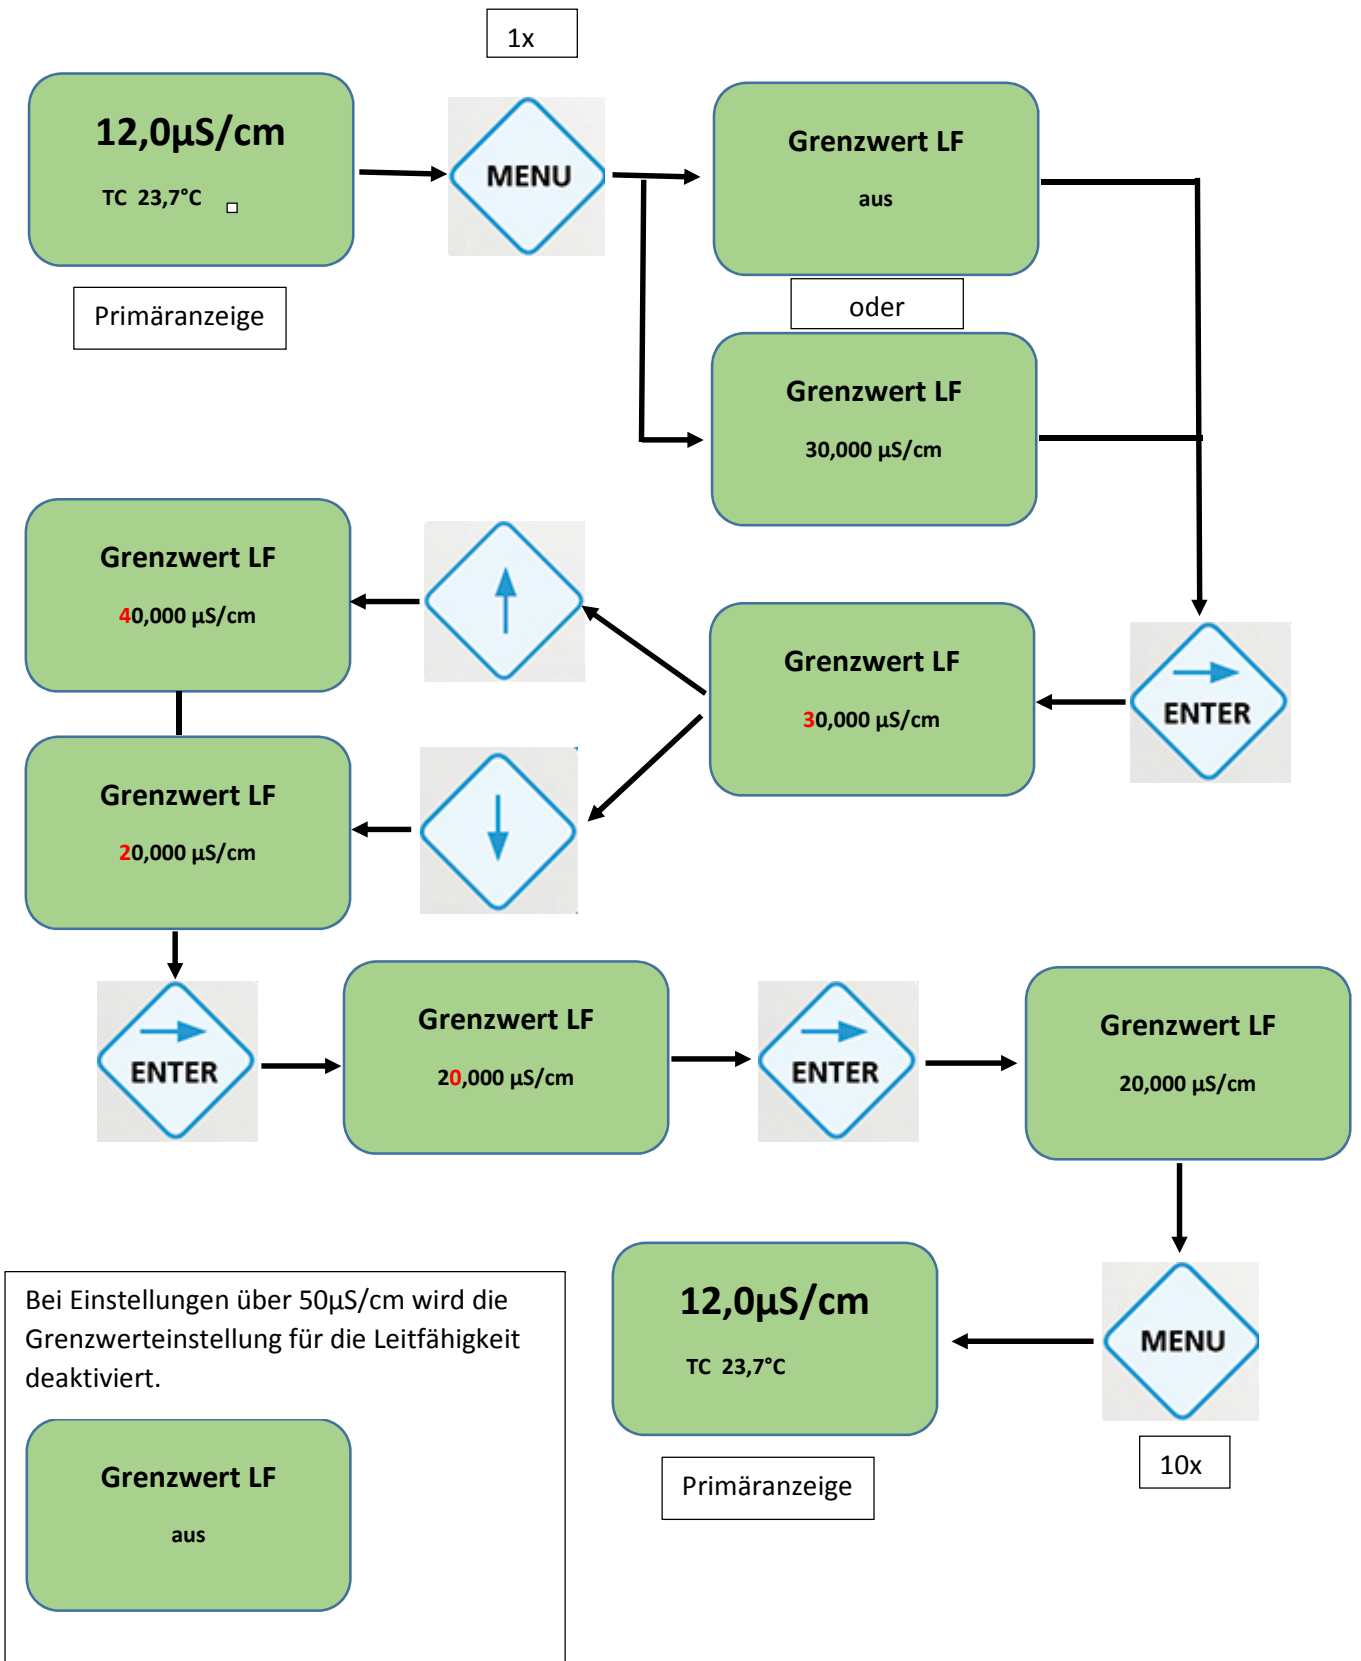 1x
12,0µS/cm
TC 23,7°C
Primäranzeige
MENU
Grenzwert LF
aus
oder
Grenzwert LF
30,000 µS/cm
ENTER
Grenzwert LF
30,000 µS/cm
Grenzwert LF
40,000 µS/cm
Grenzwert LF
20,000 µS/cm
ENTER
Grenzwert LF
20,000 µS/cm
ENTER
Grenzwert LF
20,000 µS/cm
MENU
10x
12,0µS/cm
TC 23,7°C
Primäranzeige
Bei Einstellungen über 50µS/cm wird die
Grenzwerteinstellung für die Leitfähigkeit
deaktiviert.
Grenzwert LF
aus